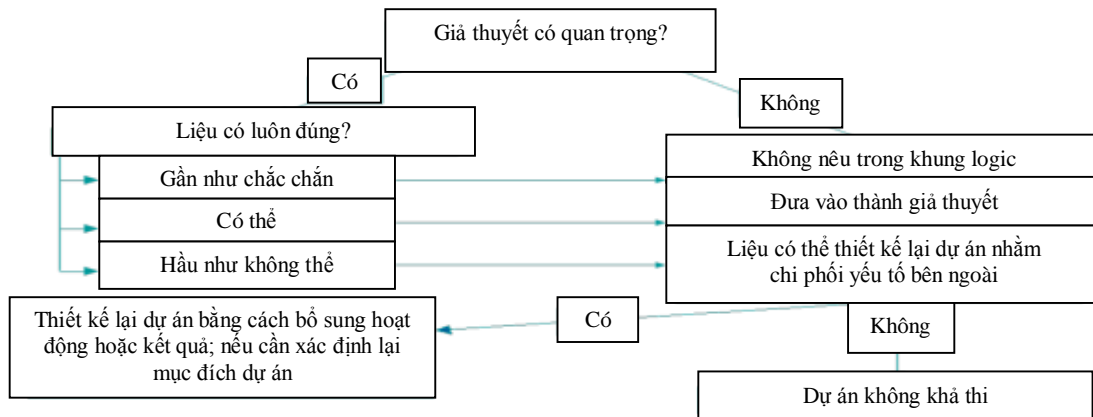 Giả thuyết có quan trọng?
Có
Không
Liệu có luôn đúng?
Không nêu trong khung logic
Gần như chắc chắn
Đưa vào thành giả thuyết
Có thể
Liệu có thể thiết kế lại dự án nhằm
chi phối yếu tố bên ngoài
Hầu như không thể
Thiết kế lại dự án bằng cách bổ sung hoạt
động hoặc kết quả; nếu cần xác định lại
mục đích dự án
Có
Không
Dự án không khả thi